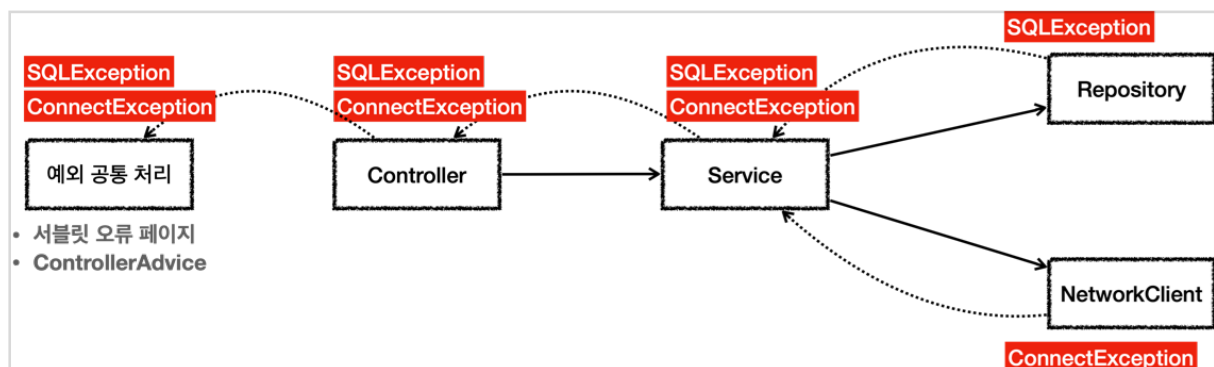 SQLException
Repository
SQLException
ConnectException
예외 공통 처리
• 서블릿 오류 페이지
• ControllerAdvice
SQLException
ConnectException
Controller
SQLException
ConnectException
Service
NetworkClient
ConnectException